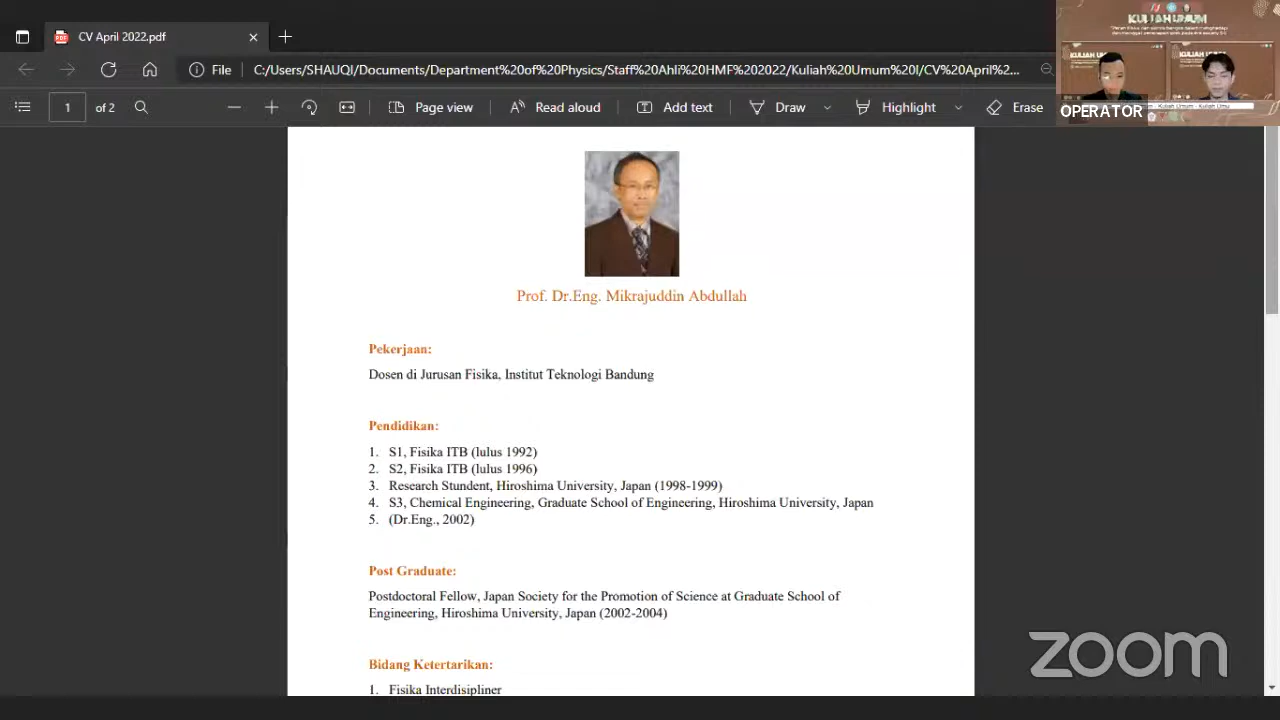 CV April 2022.pdf
File
C:/Users/SHAUQI/Documents/Department%20of%20Physics/Staff%20Ahli%20HMF%202022/Kuliah%20Umum%20/CV%20April%2...
1 of 2
Page view
Read aloud
Add text
Draw
Highlight
Erase
KULIAH UMUM
OPERATOR
Prof. Dr.Eng. Mikrajuddin Abdullah
Pekerjaan:
Dosen di Jurusan Fisika, Institut Teknologi Bandung
Pendidikan:
1. S1, Fisika ITB (lulus 1992)
2. S2, Fisika ITB (lulus 1996)
3. Research Stundent, Hiroshima University, Japan (1998-1999)
4. S3, Chemical Engineering, Graduate School of Engineering, Hiroshima University, Japan
5. (Dr.Eng., 2002)
Post Graduate:
Postdoctoral Fellow, Japan Society for the Promotion of Science at Graduate School of
Engineering, Hiroshima University, Japan (2002-2004)
Bidang Ketertarikan:
1. Fisika Interdisipliner
zoom